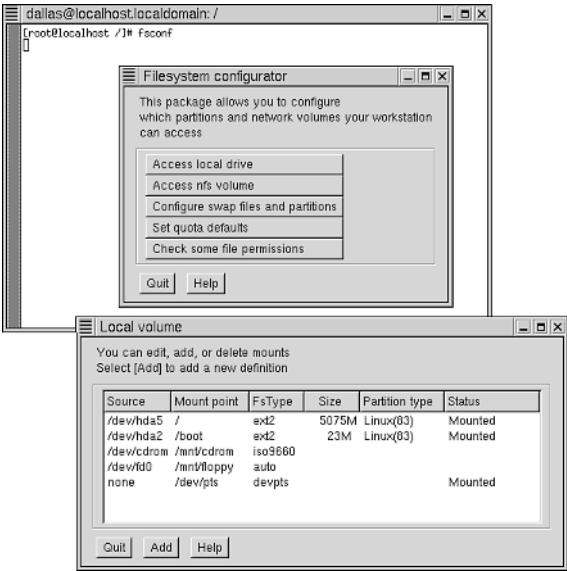 dallas@localhost.localdomain: /
[root@localhost /]# fsconf
Filesystem configurator
This package allows you to configure
which partitions and network volumes your workstation
can access
Access local drive
Access nfs volume
Configure swap files and partitions
Set quota defaults
Check some file permissions
Quit Help
Local volume
You can edit, add, or delete mounts
Select [Add] to add a new definition
Source Mount point FsType Size Partition type Status
/dev/hda5 / ext2 5075M Linux(83) Mounted
/dev/hda2 /boot ext2 23M Linux(83) Mounted
/dev/cdrom /mnt/cdrom iso9660
/dev/fd0 /mnt/floppy auto
none /dev/pts devpts Mounted
Quit Add Help